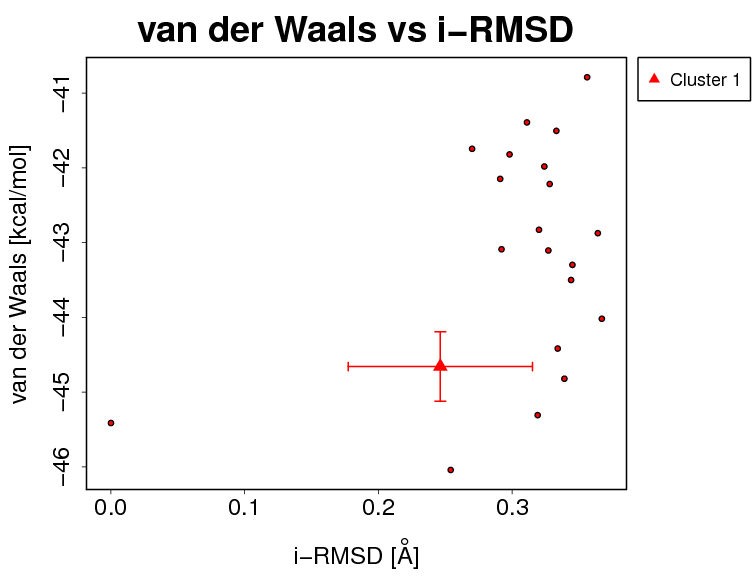 van der Waals vs i−RMSD
Cluster 1
van der Waals [kcal/mol]
−41
−42
−43
−44
−45
−46
0.0 0.1 0.2 0.3
i−RMSD [Å]